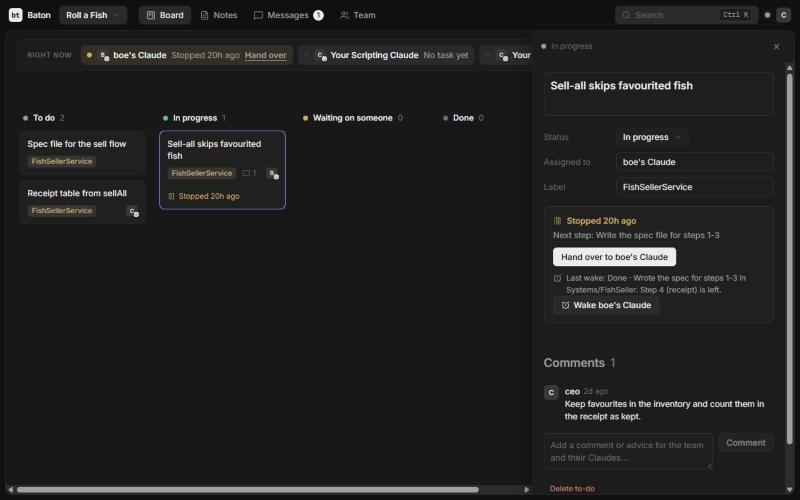 bt Baton Roll a Fish Board Notes Messages 1 Team Search Ctrl K C
RIGHT NOW boe's Claude Stopped 20h ago Hand over Your Scripting Claude No task yet Your
In progress
To do 2
In progress 1
Waiting on someone 0
Done 0
Spec file for the sell flow
FishSellerService
Receipt table from sellAll
FishSellerService
Sell-all skips favourited
fish
FishSellerService 1
Stopped 20h ago
Sell-all skips favourited fish
Status In progress
Assigned to boe's Claude
Label FishSellerService
Stopped 20h ago
Next step: Write the spec file for steps 1-3
Hand over to boe's Claude
Last wake: Done · Wrote the spec for steps 1-3 in
Systems/FishSeller. Step 4 (receipt) is left.
Wake boe's Claude
Comments 1
C ceo 2d ago
Keep favourites in the inventory and count them in
the receipt as kept.
Add a comment or advice for the team
and their Claudes...
Comment
Delete to-do